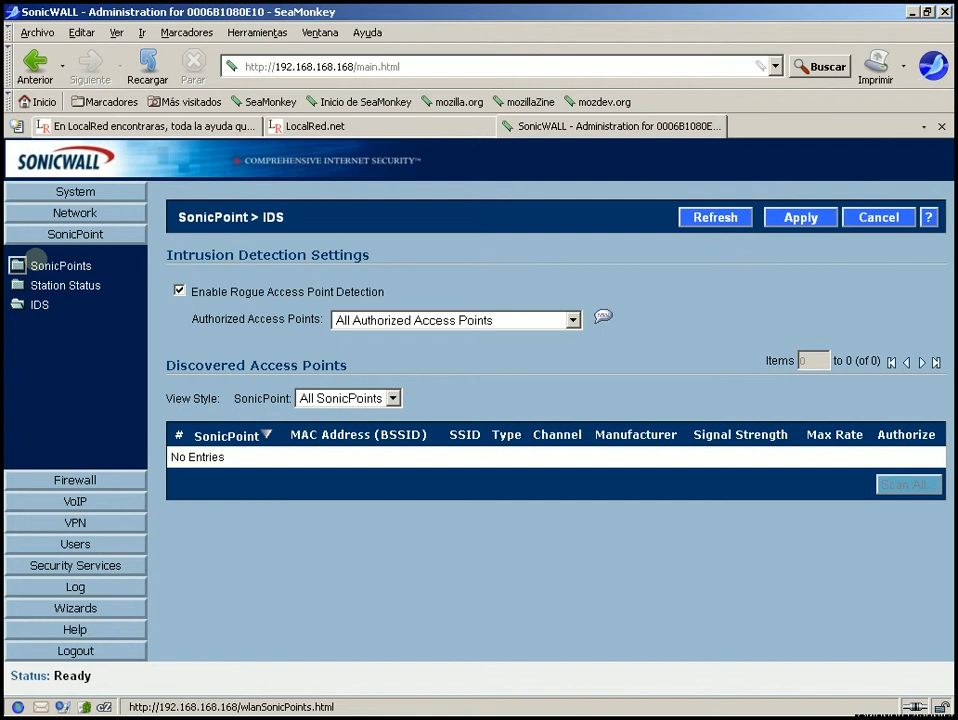 SonicWALL - Administration for 0006B1080E10 - SeaMonkey
Archivo Editar Ver Ir Marcadores Herramientas Ventana Ayuda
Anterior Siguiente Recargar Parar http://192.168.168.168/main.html Buscar Imprimir
Inicio Marcadores Más visitados SeaMonkey Inicio de SeaMonkey mozilla.org mozillaZine mozdev.org
LR En LocalRed encontraras, toda la ayuda qu... LR LocalRed.net SonicWALL - Administration for 0006B1080E...
SONICWALL COMPREHENSIVE INTERNET SECURITY™
System
Network
SonicPoint
SonicPoints
Station Status
IDS
Firewall
VoIP
VPN
Users
Security Services
Log
Wizards
Help
Logout
SonicPoint > IDS Refresh Apply Cancel ?
Intrusion Detection Settings
Enable Rogue Access Point Detection
Authorized Access Points: All Authorized Access Points
Discovered Access Points Items 0 to 0 (of 0)
View Style: SonicPoint: All SonicPoints
# SonicPoint MAC Address (BSSID) SSID Type Channel Manufacturer Signal Strength Max Rate Authorize
No Entries
Scan All...
Status: Ready
http://192.168.168.168/wlanSonicPoints.html